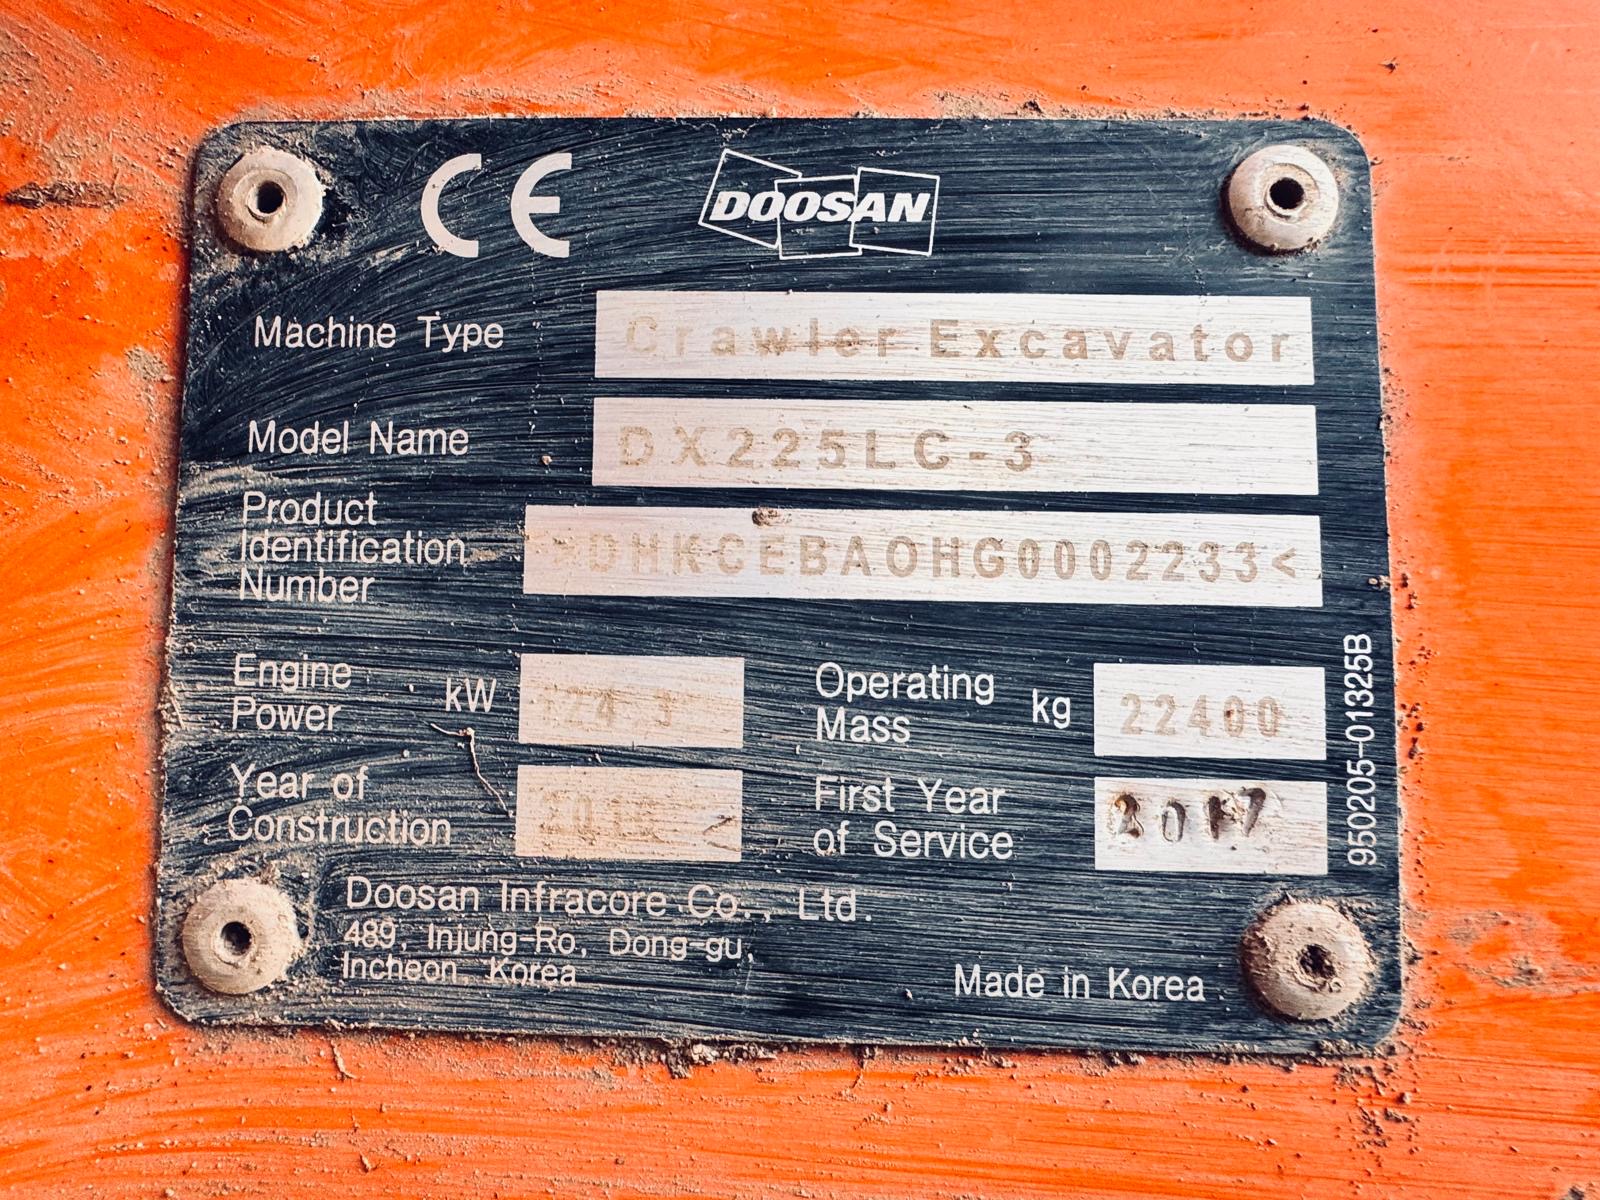 CE DOOSAN
Machine Type Crawler Excavator
Model Name DX225LC-3
Product
Identification >DHKCEBAOHG0002233<
Number
Engine
Power kW
Operating
Mass kg 22400
Year of
Construction
First Year
of Service 2017
Doosan Infracore Co., Ltd.
489, Injung-Ro, Dong-gu,
Incheon, Korea
Made in Korea
950205-01325B